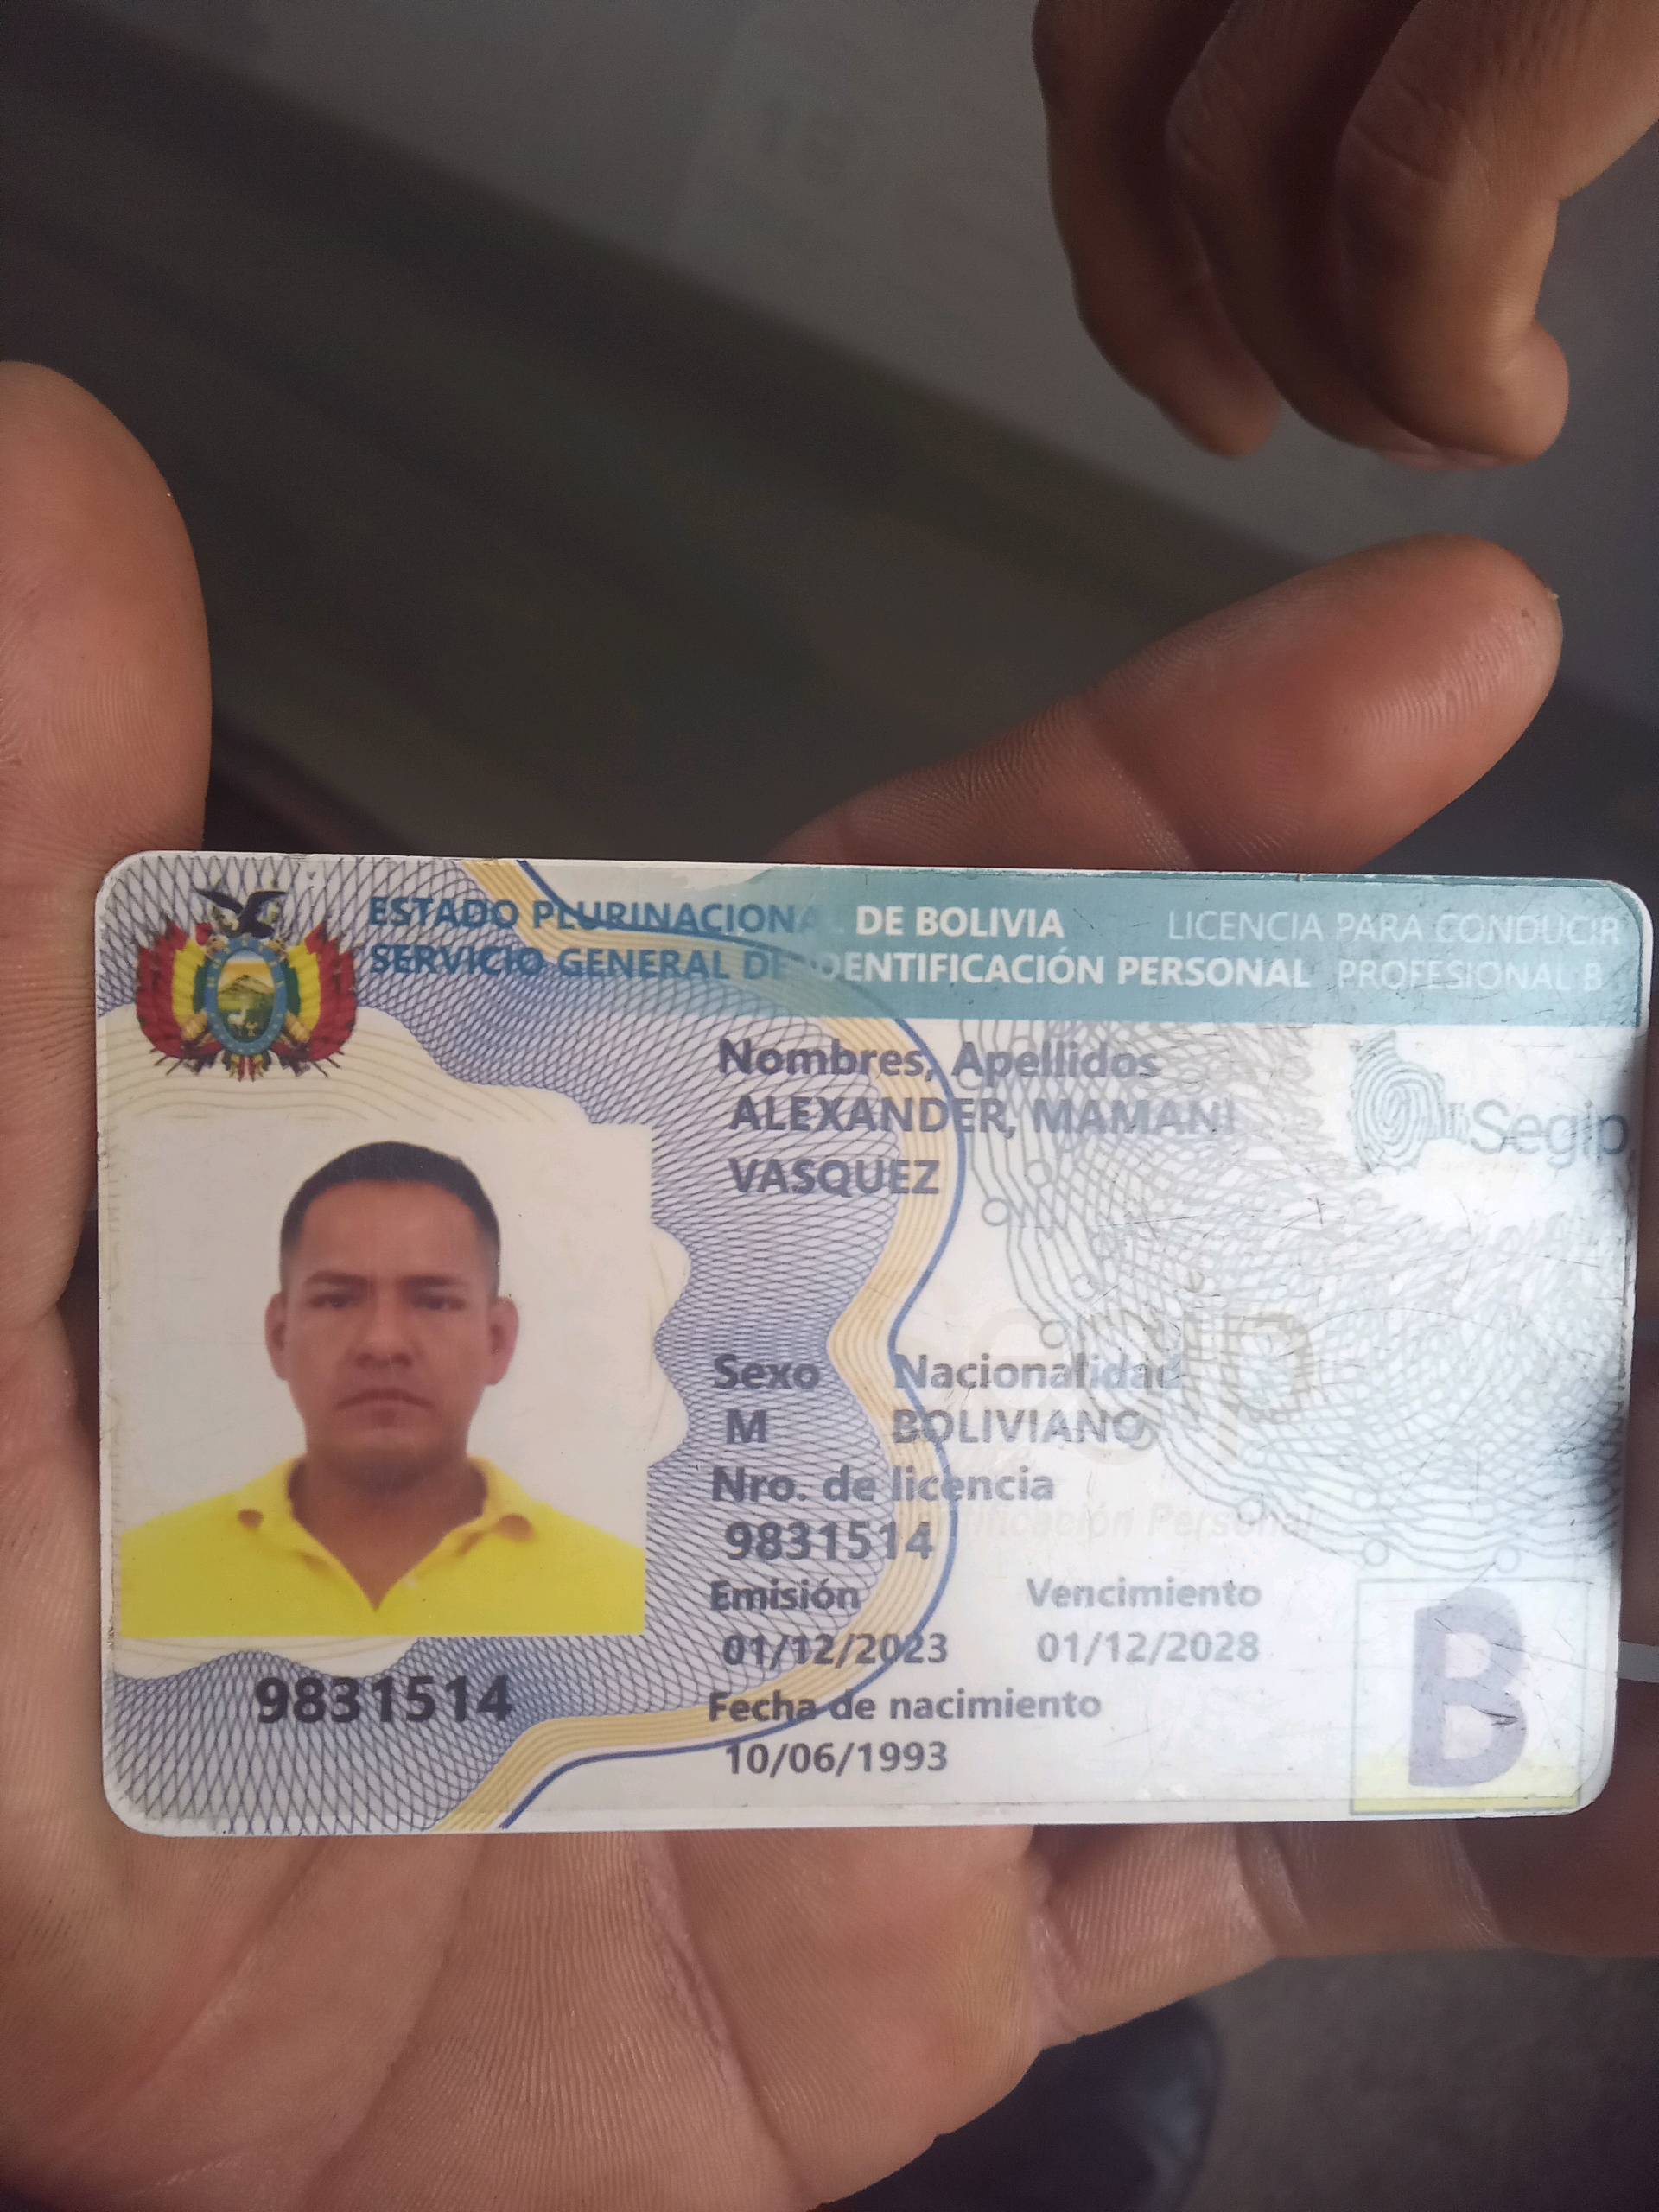 ESTADO PLURINACIONAL DE BOLIVIA
SERVICIO GENERAL DE IDENTIFICACIÓN PERSONAL
LICENCIA PARA CONDUCIR
PROFESIONAL B
Segip
Nombres, Apellidos
ALEXANDER, MAMANI
VASQUEZ
Sexo Nacionalidad
M BOLIVIANO
Nro. de licencia
9831514
Emisión Vencimiento
01/12/2023 01/12/2028
Fecha de nacimiento
10/06/1993
9831514
B